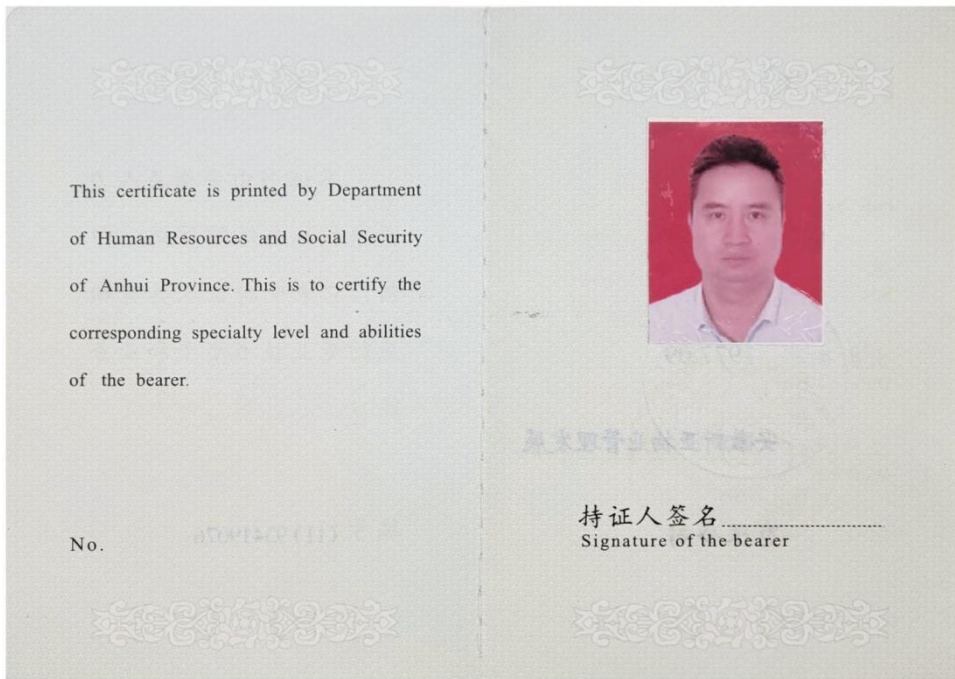 This certificate is printed by Department
of Human Resources and Social Security
of Anhui Province. This is to certify the
corresponding specialty level and abilities
of the bearer.
No.
持证人签名
Signature of the bearer